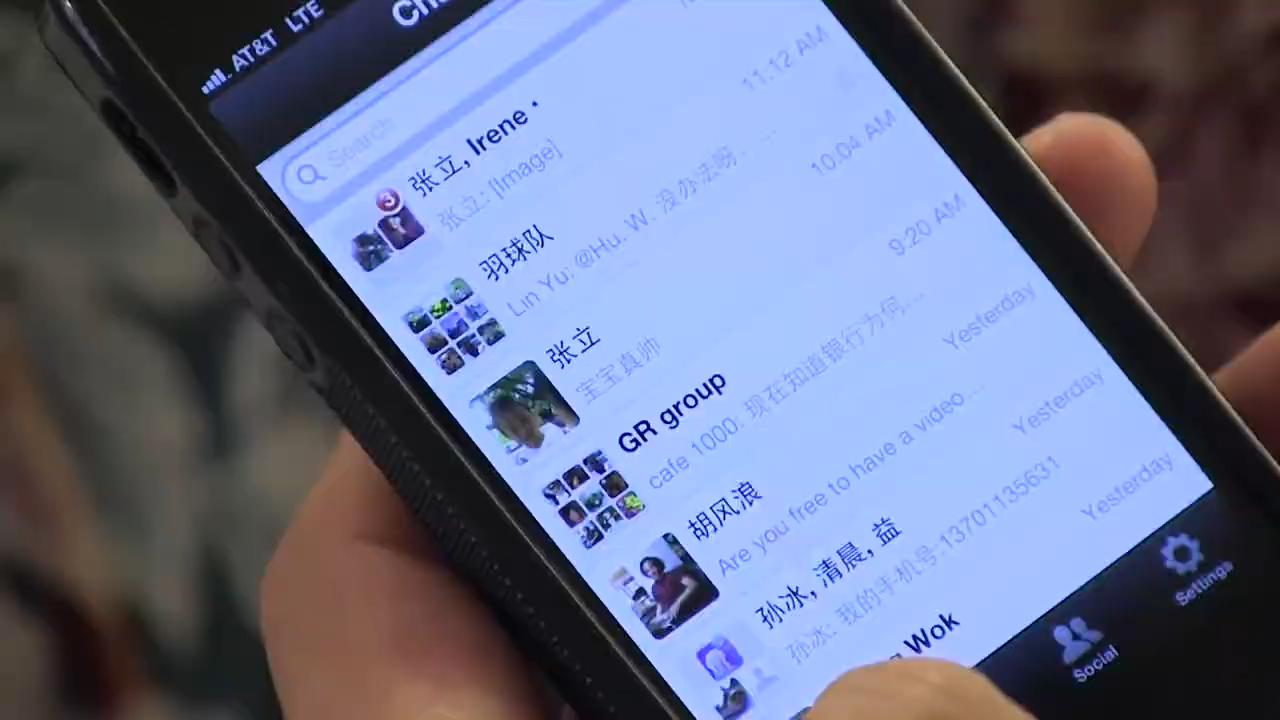 AT&T LTE
Search
张立, Irene
张立: [Image]
11:12 AM
羽球队
Lin Yu: @Hu. W. 没办法呀. . ...
10:04 AM
张立
宝宝真帅
9:20 AM
GR group
cafe 1000: 现在知道银行为何...
Yesterday
胡风浪
Are you free to have a video...
Yesterday
孙冰, 清晨, 益
孙冰: 我的手机号:13701135631
Yesterday
Wok
Social
Settings